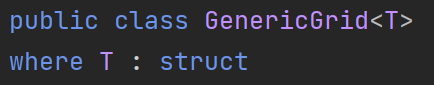 public class GenericGrid<T>
where T : struct